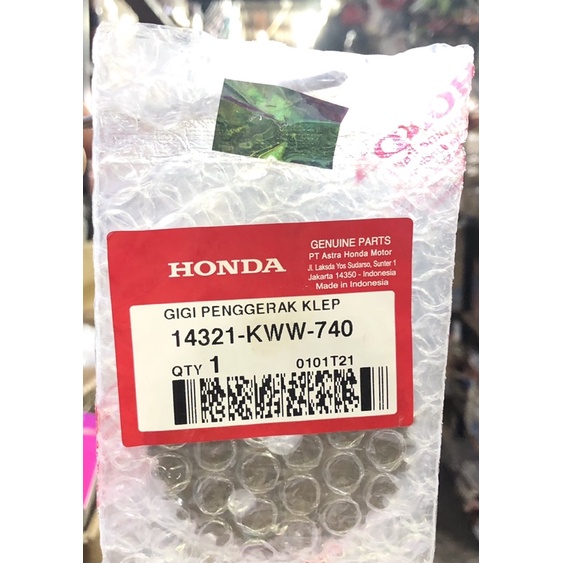 HONDA
GENUINE PARTS
PT Astra Honda Motor
Jl. Laksda Yos Sudarso, Sunter 1
Jakarta 14350 - Indonesia
Made in Indonesia
GIGI PENGGERAK KLEP
14321-KWW-740
QTY 1
0101T21